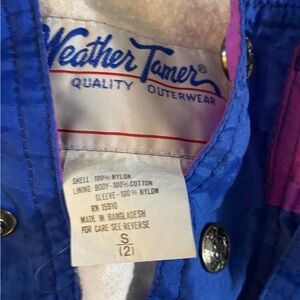 Weather Tamer®
QUALITY OUTERWEAR
SHELL-100% NYLON
LINING BODY-100% COTTON
SLEEVE-100% NYLON
RN 15910
MADE IN BANGLADESH
FOR CARE SEE REVERSE
S
(2)